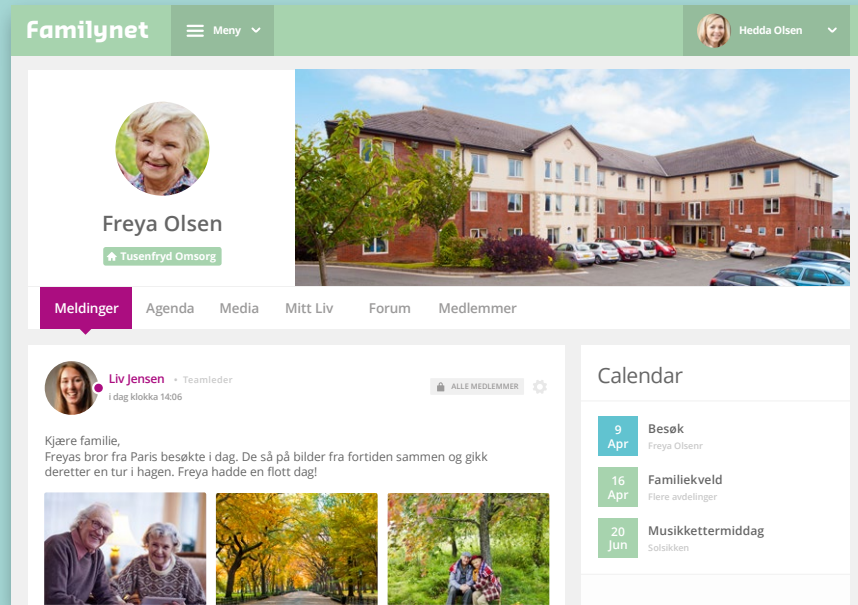 Familynet
Meny
Hedda Olsen
Freya Olsen
Tusenfryd Omsorg
Meldinger
Agenda
Media
Mitt Liv
Forum
Medlemmer
Liv Jensen • Teamleder
i dag klokka 14:06
ALLE MEDLEMMER
Kjære familie,
Freyas bror fra Paris besøkte i dag. De så på bilder fra fortiden sammen og gikk
deretter en tur i hagen. Freya hadde en flott dag!
Calendar
9
Apr
Besøk
Freya Olsenr
16
Apr
Familiekveld
Flere avdelinger
20
Jun
Musikkettermiddag
Solsikken